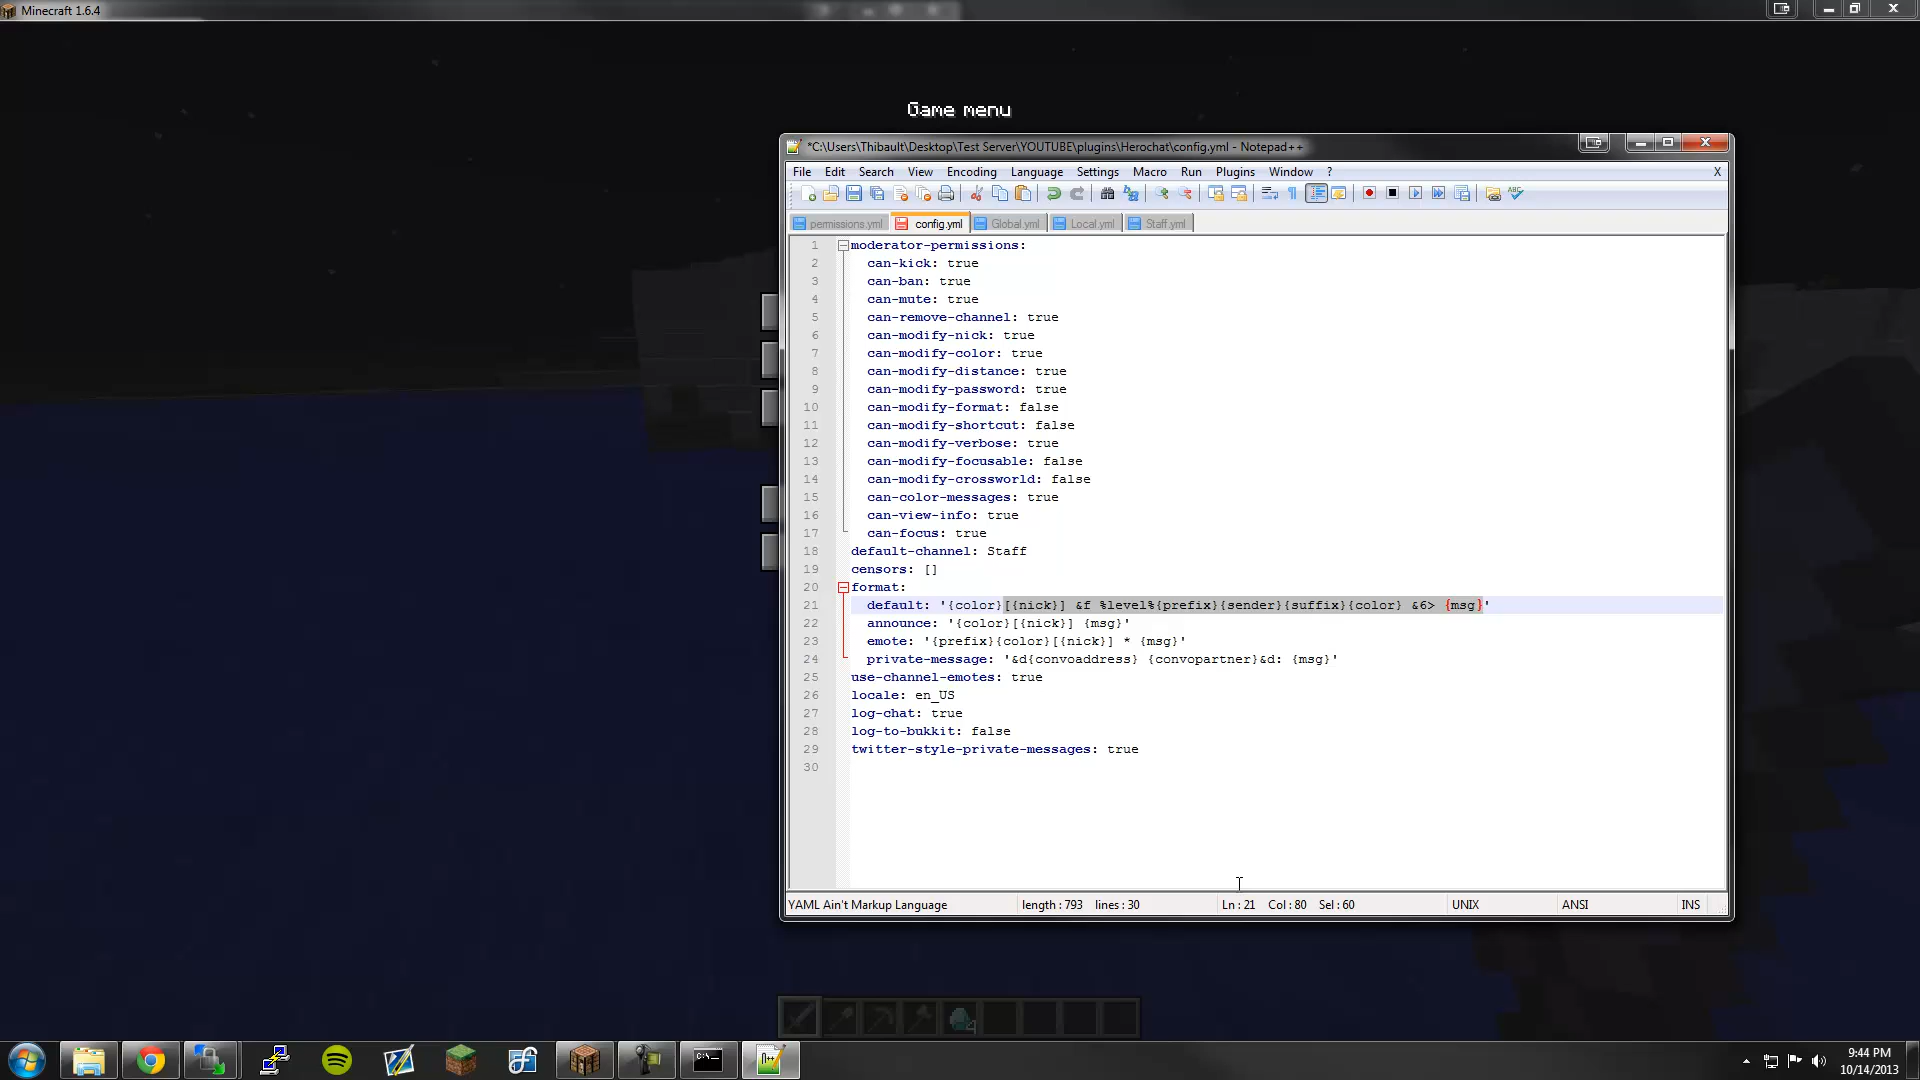 Minecraft 1.6.4
Game menu
*C:\Users\Thibault\Desktop\Test Server\YOUTUBE\plugins\Herochat\config.yml - Notepad++
File Edit Search View Encoding Language Settings Macro Run Plugins Window ? X
permissions.yml config.yml Global.yml Local.yml Staff.yml
1 moderator-permissions:
2 can-kick: true
3 can-ban: true
4 can-mute: true
5 can-remove-channel: true
6 can-modify-nick: true
7 can-modify-color: true
8 can-modify-distance: true
9 can-modify-password: true
10 can-modify-format: false
11 can-modify-shortcut: false
12 can-modify-verbose: true
13 can-modify-focusable: false
14 can-modify-crossworld: false
15 can-color-messages: true
16 can-view-info: true
17 can-focus: true
18 default-channel: Staff
19 censors: []
20 format:
21 default: '{color}[{nick}] &f %level%{prefix}{sender}{suffix}{color} &6> {msg}'
22 announce: '{color}[{nick}] {msg}'
23 emote: '{prefix}{color}[{nick}] * {msg}'
24 private-message: '&d{convoaddress} {convopartner}&d: {msg}'
25 use-channel-emotes: true
26 locale: en_US
27 log-chat: true
28 log-to-bukkit: false
29 twitter-style-private-messages: true
30
YAML Ain't Markup Language length : 793 lines : 30 Ln : 21 Col : 80 Sel : 60 UNIX ANSI INS
4
9:44 PM
10/14/2013